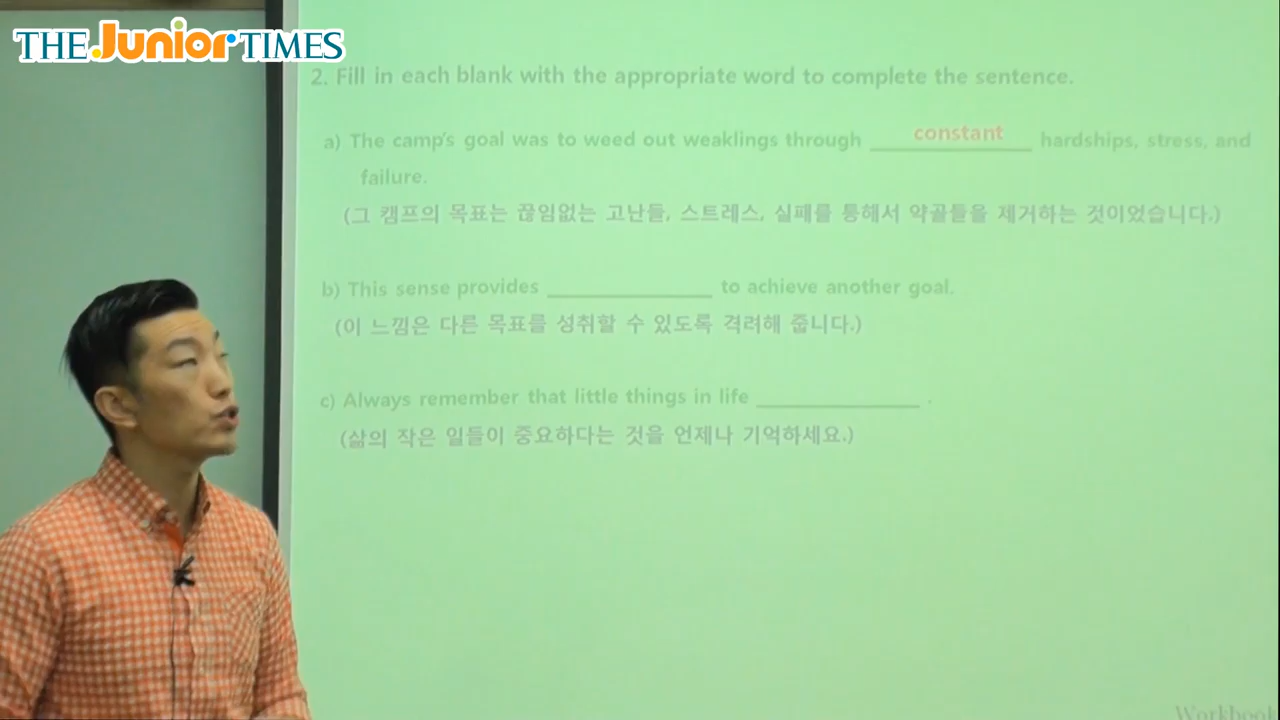 THE Junior TIMES
2. Fill in each blank with the appropriate word to complete the sentence.
a) The camp's goal was to weed out weaklings through constant hardships, stress, and
failure.
(그 캠프의 목표는 끊임없는 고난들, 스트레스, 실패를 통해서 약골들을 제거하는 것이었습니다.)
b) This sense provides ______________ to achieve another goal.
(이 느낌은 다른 목표를 성취할 수 있도록 격려해 줍니다.)
c) Always remember that little things in life ______________ .
(삶의 작은 일들이 중요하다는 것을 언제나 기억하세요.)
Workbook